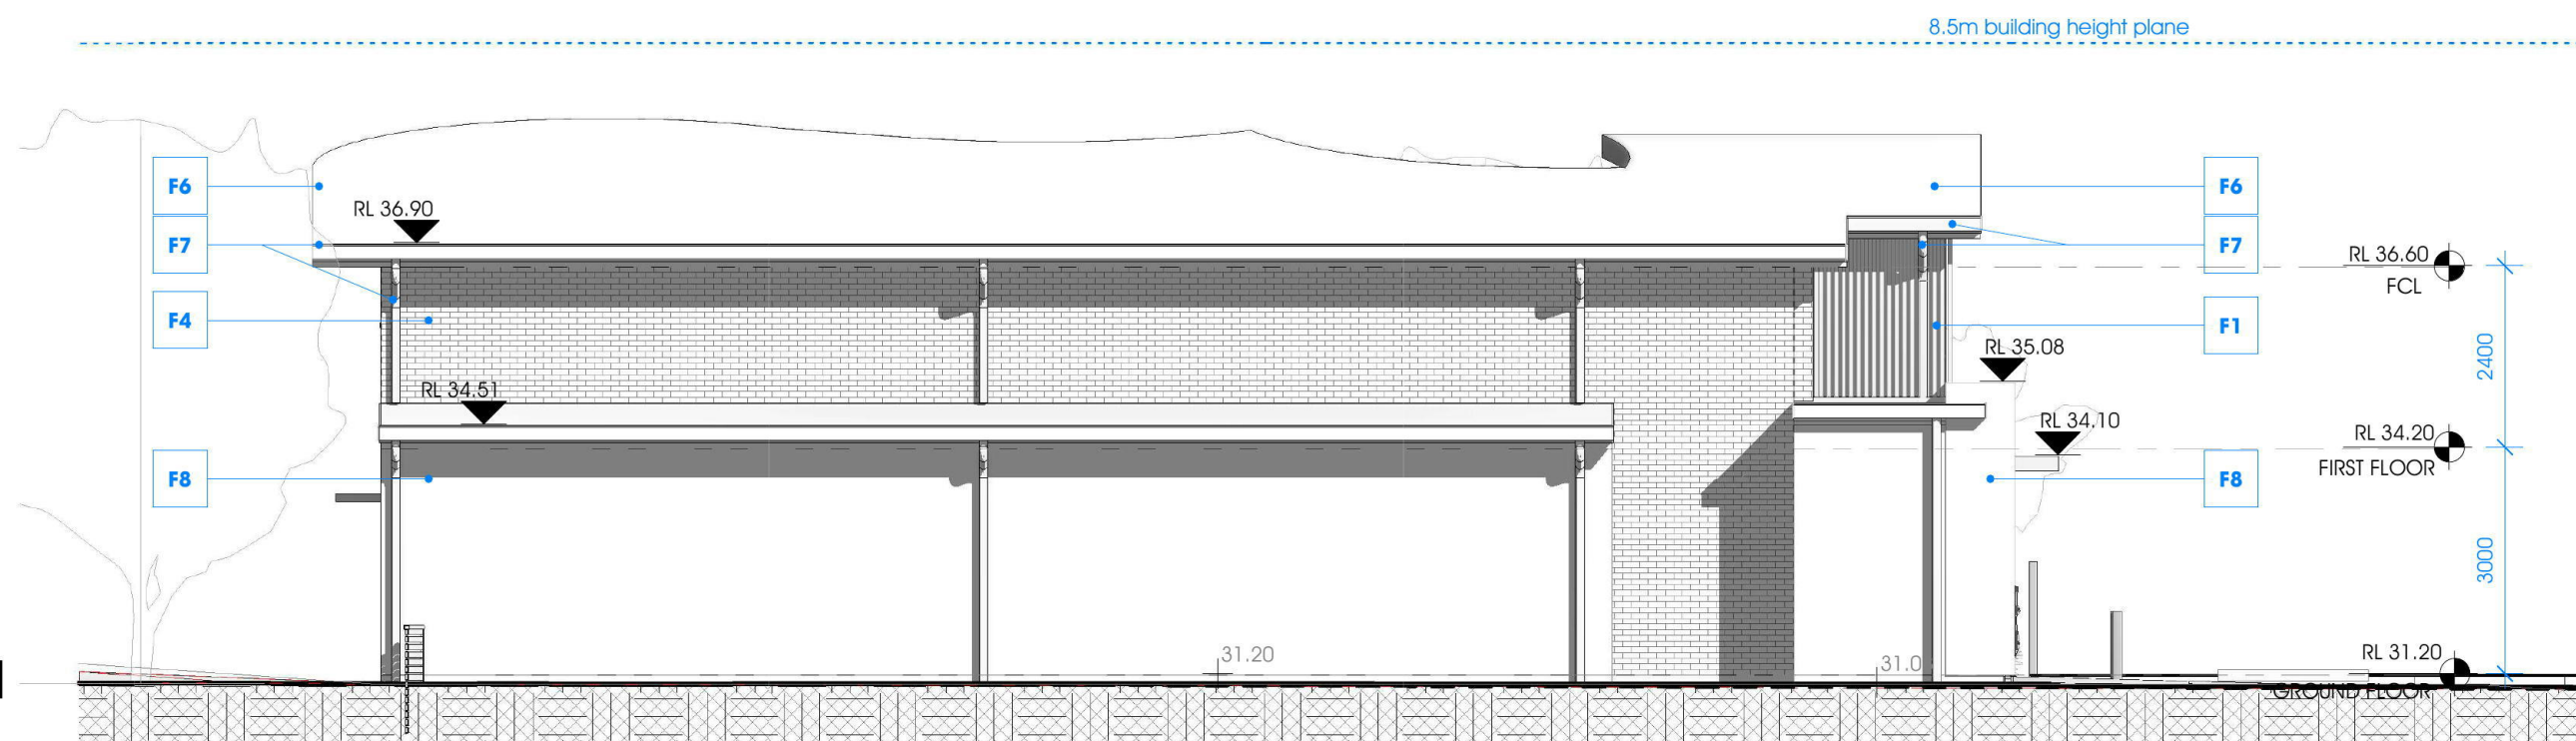 8.5m building height plane
F6
F6
RL 36.90
F7
F7
RL 36.60
FCL
F4
F1
RL 35.08
2400
RL 34.51
RL 34.10
RL 34.20
FIRST FLOOR
F8
F8
3000
31.20
31.0
RL 31.20
GROUND FLOOR